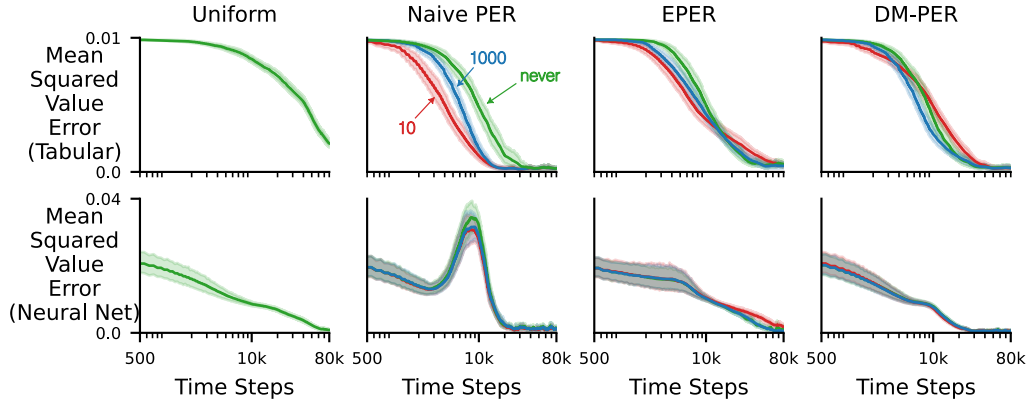 Uniform
Naive PER
EPER
DM-PER
0.01
Mean
Squared
Value
Error
(Tabular)
0.0
1000
never
10
0.04
Mean
Squared
Value
Error
(Neural Net)
0.0
500
10k
80k
500
10k
80k
500
10k
80k
500
10k
80k
Time Steps
Time Steps
Time Steps
Time Steps